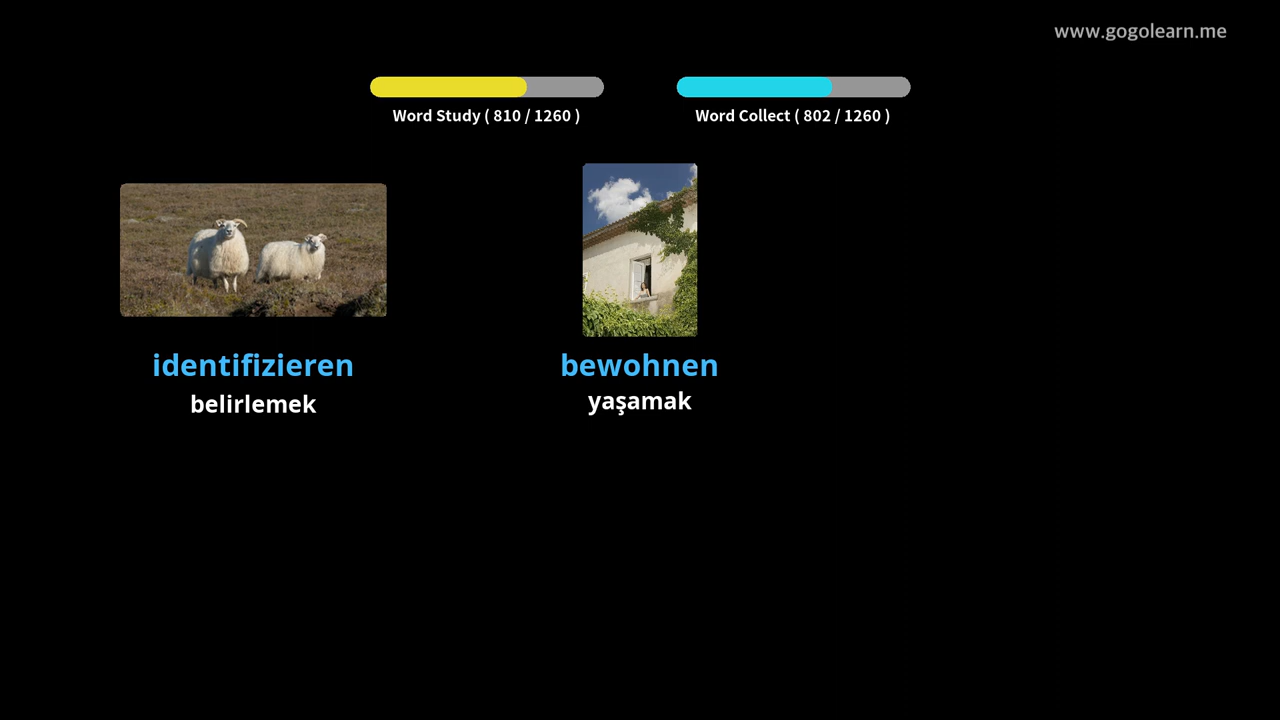 www.gogolearn.me
Word Study ( 810 / 1260 )
Word Collect ( 802 / 1260 )
identifizieren
belirlemek
bewohnen
yaşamak